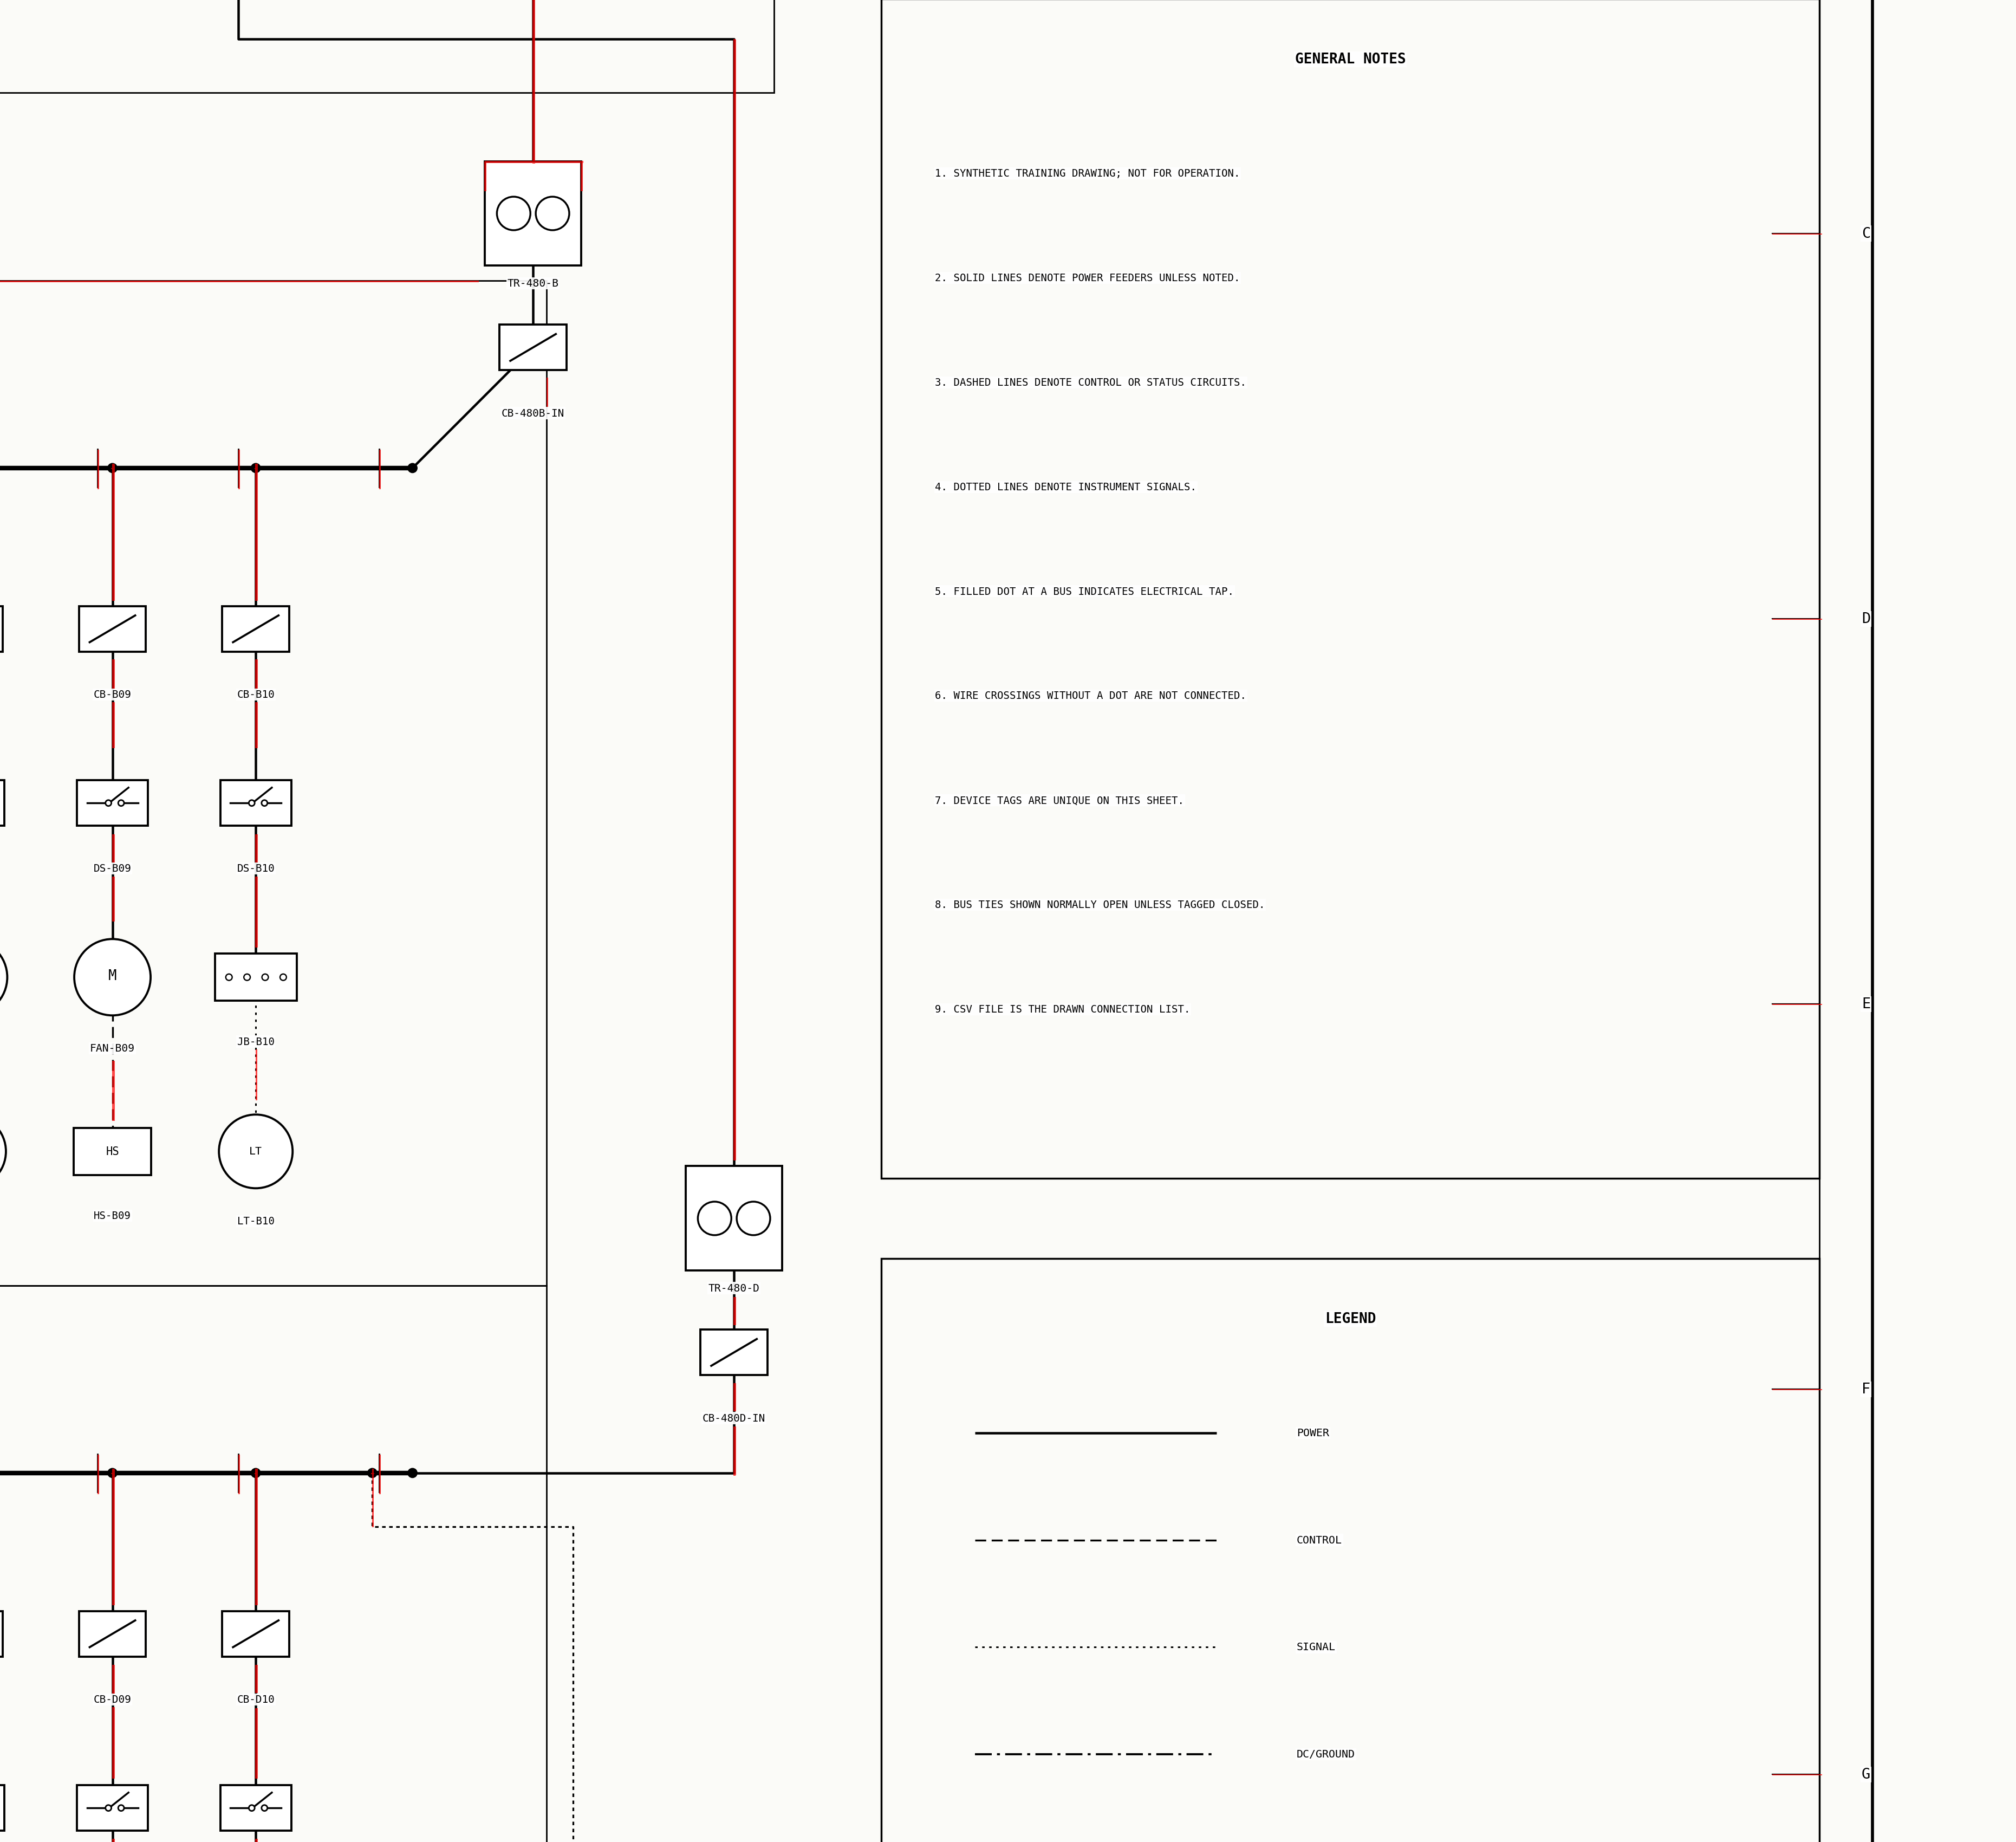 GENERAL NOTES
1. SYNTHETIC TRAINING DRAWING; NOT FOR OPERATION.
2. SOLID LINES DENOTE POWER FEEDERS UNLESS NOTED.
3. DASHED LINES DENOTE CONTROL OR STATUS CIRCUITS.
4. DOTTED LINES DENOTE INSTRUMENT SIGNALS.
5. FILLED DOT AT A BUS INDICATES ELECTRICAL TAP.
6. WIRE CROSSINGS WITHOUT A DOT ARE NOT CONNECTED.
7. DEVICE TAGS ARE UNIQUE ON THIS SHEET.
8. BUS TIES SHOWN NORMALLY OPEN UNLESS TAGGED CLOSED.
9. CSV FILE IS THE DRAWN CONNECTION LIST.
C
D
E
F
G
TR-480-B
CB-480B-IN
CB-B09
CB-B10
DS-B09
DS-B10
M
FAN-B09
JB-B10
HS
LT
HS-B09
LT-B10
TR-480-D
CB-480D-IN
CB-D09
CB-D10
LEGEND
POWER
CONTROL
SIGNAL
DC/GROUND